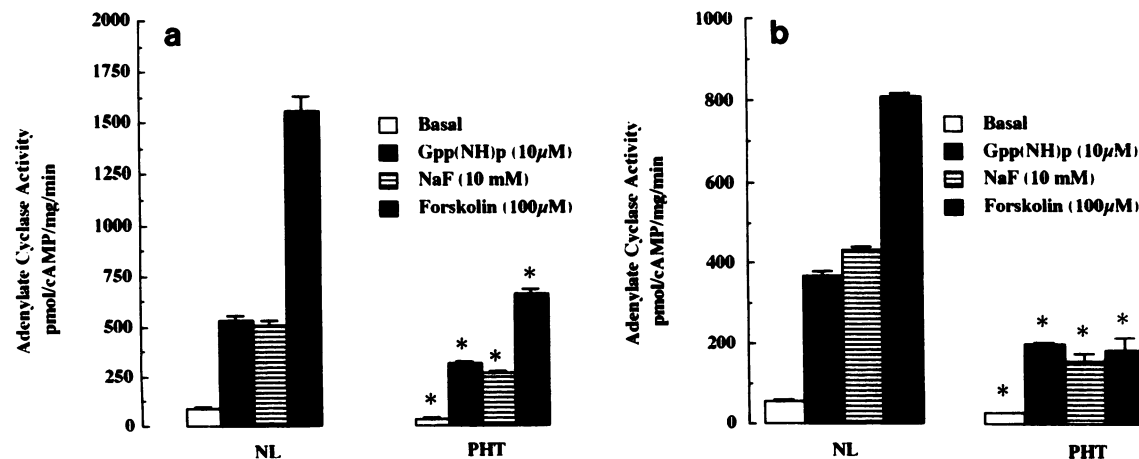 a
Adenylate Cyclase Activity
pmol/cAMP/mg/min
2000
1750
1500
1250
1000
750
500
250
0
Basal
Gpp(NH)p (10µM)
NaF (10 mM)
Forskolin (100µM)
*
*
*
*
NL
PHT
b
Adenylate Cyclase Activity
pmol/cAMP/mg/min
1000
800
600
400
200
0
Basal
Gpp(NH)p (10µM)
NaF (10 mM)
Forskolin (100µM)
*
*
*
*
NL
PHT